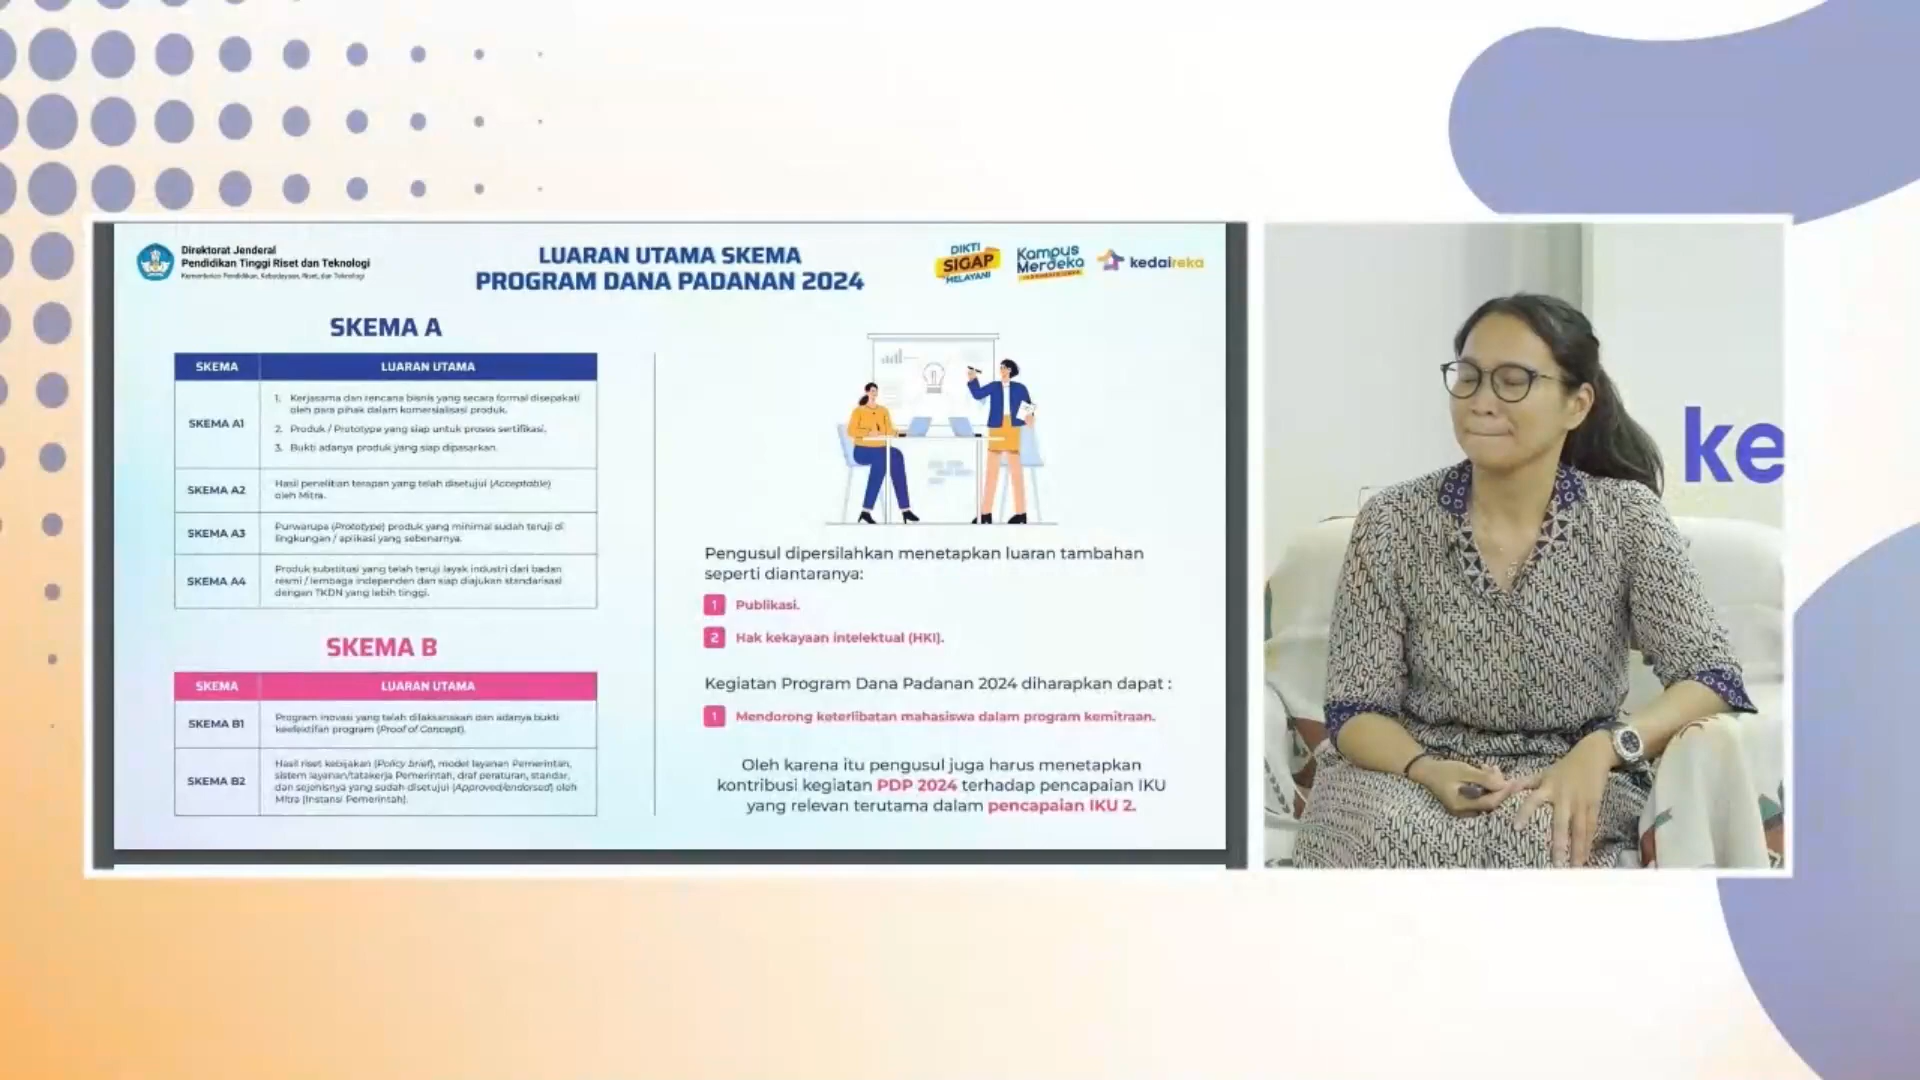 Direktorat Jenderal
Pendidikan Tinggi Riset dan Teknologi
Kementerian Pendidikan, Kebudayaan, Riset, dan Teknologi
LUARAN UTAMA SKEMA
PROGRAM DANA PADANAN 2024
DIKTI
SIGAP
MELAYANI
Kampus
Merdeka
kedaireka
SKEMA A
SKEMA LUARAN UTAMA
SKEMA A1
1. Kerjasama dan rencana bisnis yang secara formal disepakati
oleh para pihak dalam komersialisasi produk.
2. Produk / Prototype yang siap untuk proses sertifikasi.
3. Bukti adanya produk yang siap dipasarkan.
SKEMA A2
Hasil penelitian terapan yang telah disetujui (Acceptable)
oleh Mitra.
SKEMA A3
Purwarupa (Prototype) produk yang minimal sudah teruji di
lingkungan / aplikasi yang sebenarnya.
SKEMA A4
Produk substitusi yang telah teruji layak industri dari badan
resmi / lembaga independen dan siap diajukan standarisasi
dengan TKDN yang lebih tinggi.
SKEMA B
SKEMA LUARAN UTAMA
SKEMA B1
Program inovasi yang telah dilaksanakan dan adanya bukti
keefektifan program (Proof of Concept).
SKEMA B2
Hasil riset kebijakan (Policy brief), model layanan Pemerintah,
sistem layanan/tatakerja Pemerintah, draf peraturan, standar,
dan sejenisnya yang sudah disetujui (Approved/endorsed) oleh
Mitra (Instansi Pemerintah).
Pengusul dipersilahkan menetapkan luaran tambahan
seperti diantaranya:
1 Publikasi.
2 Hak kekayaan intelektual (HKI).
Kegiatan Program Dana Padanan 2024 diharapkan dapat :
1 Mendorong keterlibatan mahasiswa dalam program kemitraan.
Oleh karena itu pengusul juga harus menetapkan
kontribusi kegiatan PDP 2024 terhadap pencapaian IKU
yang relevan terutama dalam pencapaian IKU 2.
ke